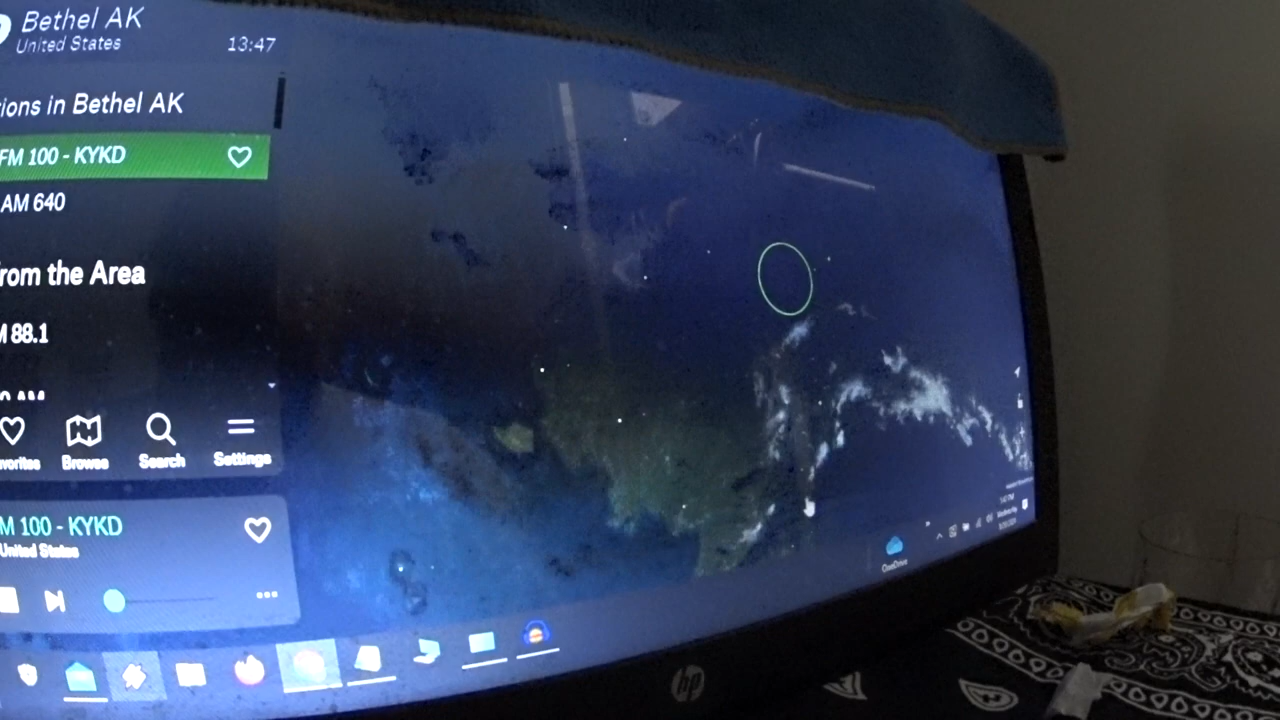 Bethel AK
United States
13:47
ions in Bethel AK
FM 100 - KYKD
AM 640
rom the Area
M 88.1
vorites Browse Search Settings
M 100 - KYKD
United States
OneDrive
hp